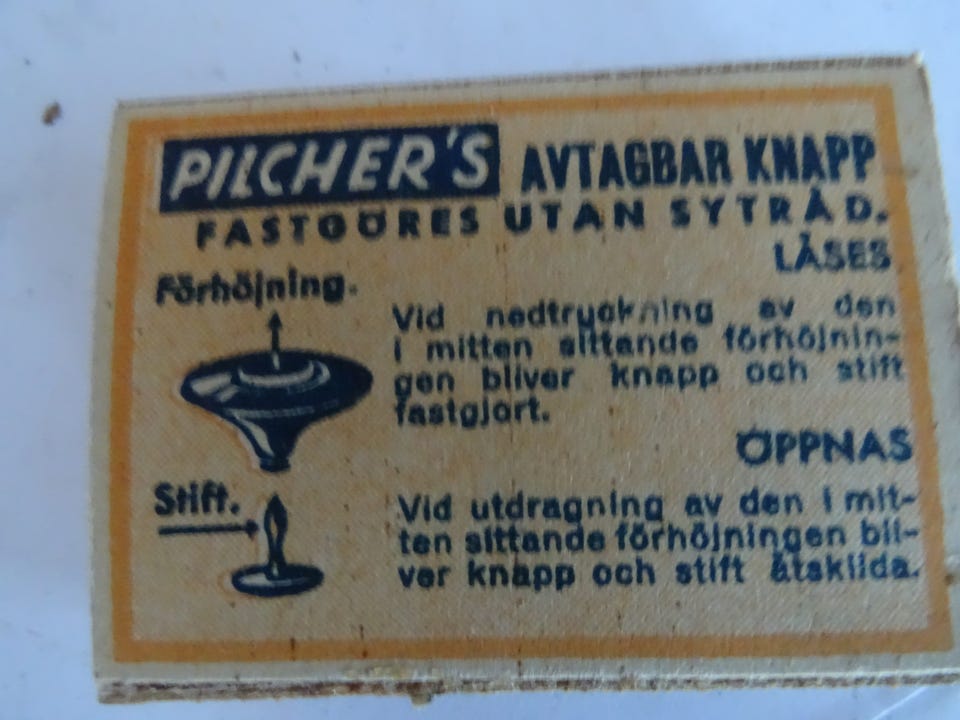 PILCHER'S AVTAGBAR KNAPP
FASTGÖRES UTAN SYTRÅD.
LÅSES
Förhöjning.
Vid nedtryckning av den
i mitten sittande förhöjnin-
gen bliver knapp och stift
fastgjort.
ÖPPNAS
Stift.
Vid utdragning av den i mit-
ten sittande förhöjningen bli-
ver knapp och stift åtskilda.